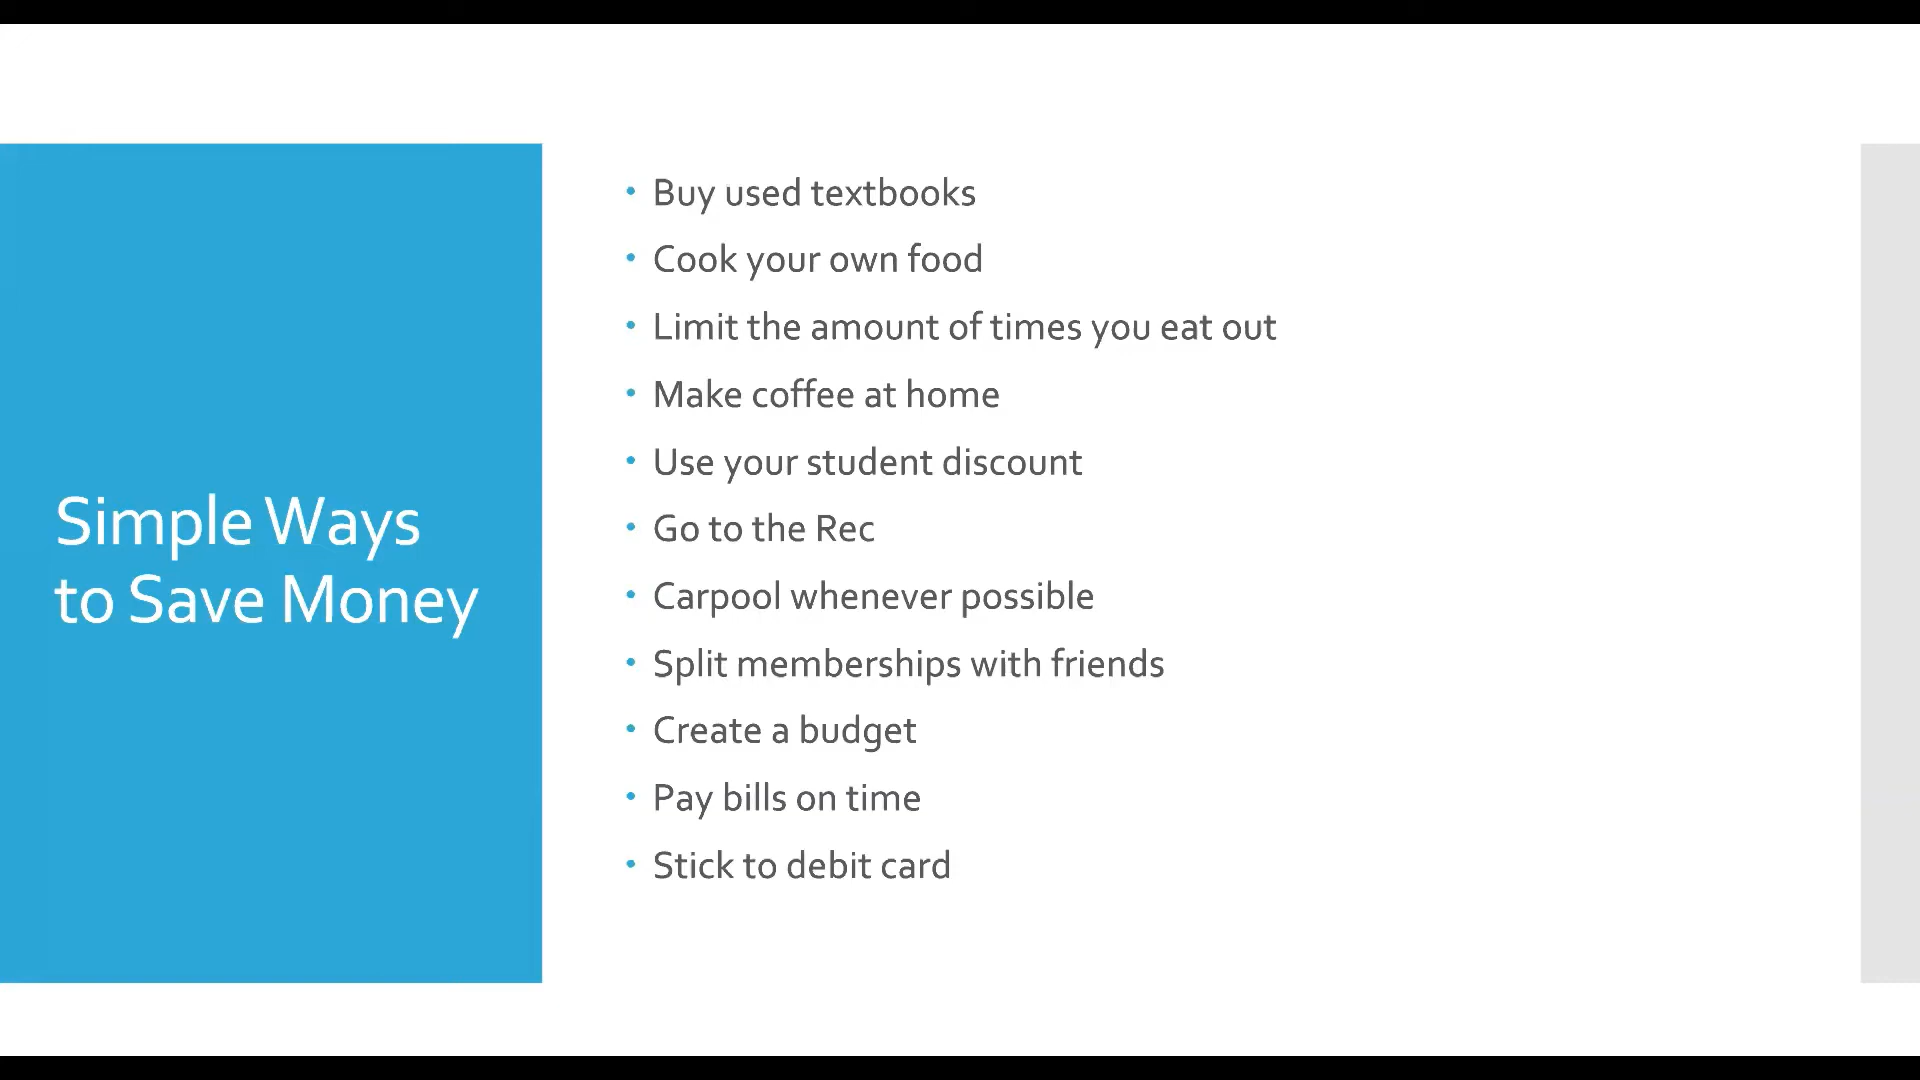 Simple Ways
to Save Money
• Buy used textbooks
• Cook your own food
• Limit the amount of times you eat out
• Make coffee at home
• Use your student discount
• Go to the Rec
• Carpool whenever possible
• Split memberships with friends
• Create a budget
• Pay bills on time
• Stick to debit card